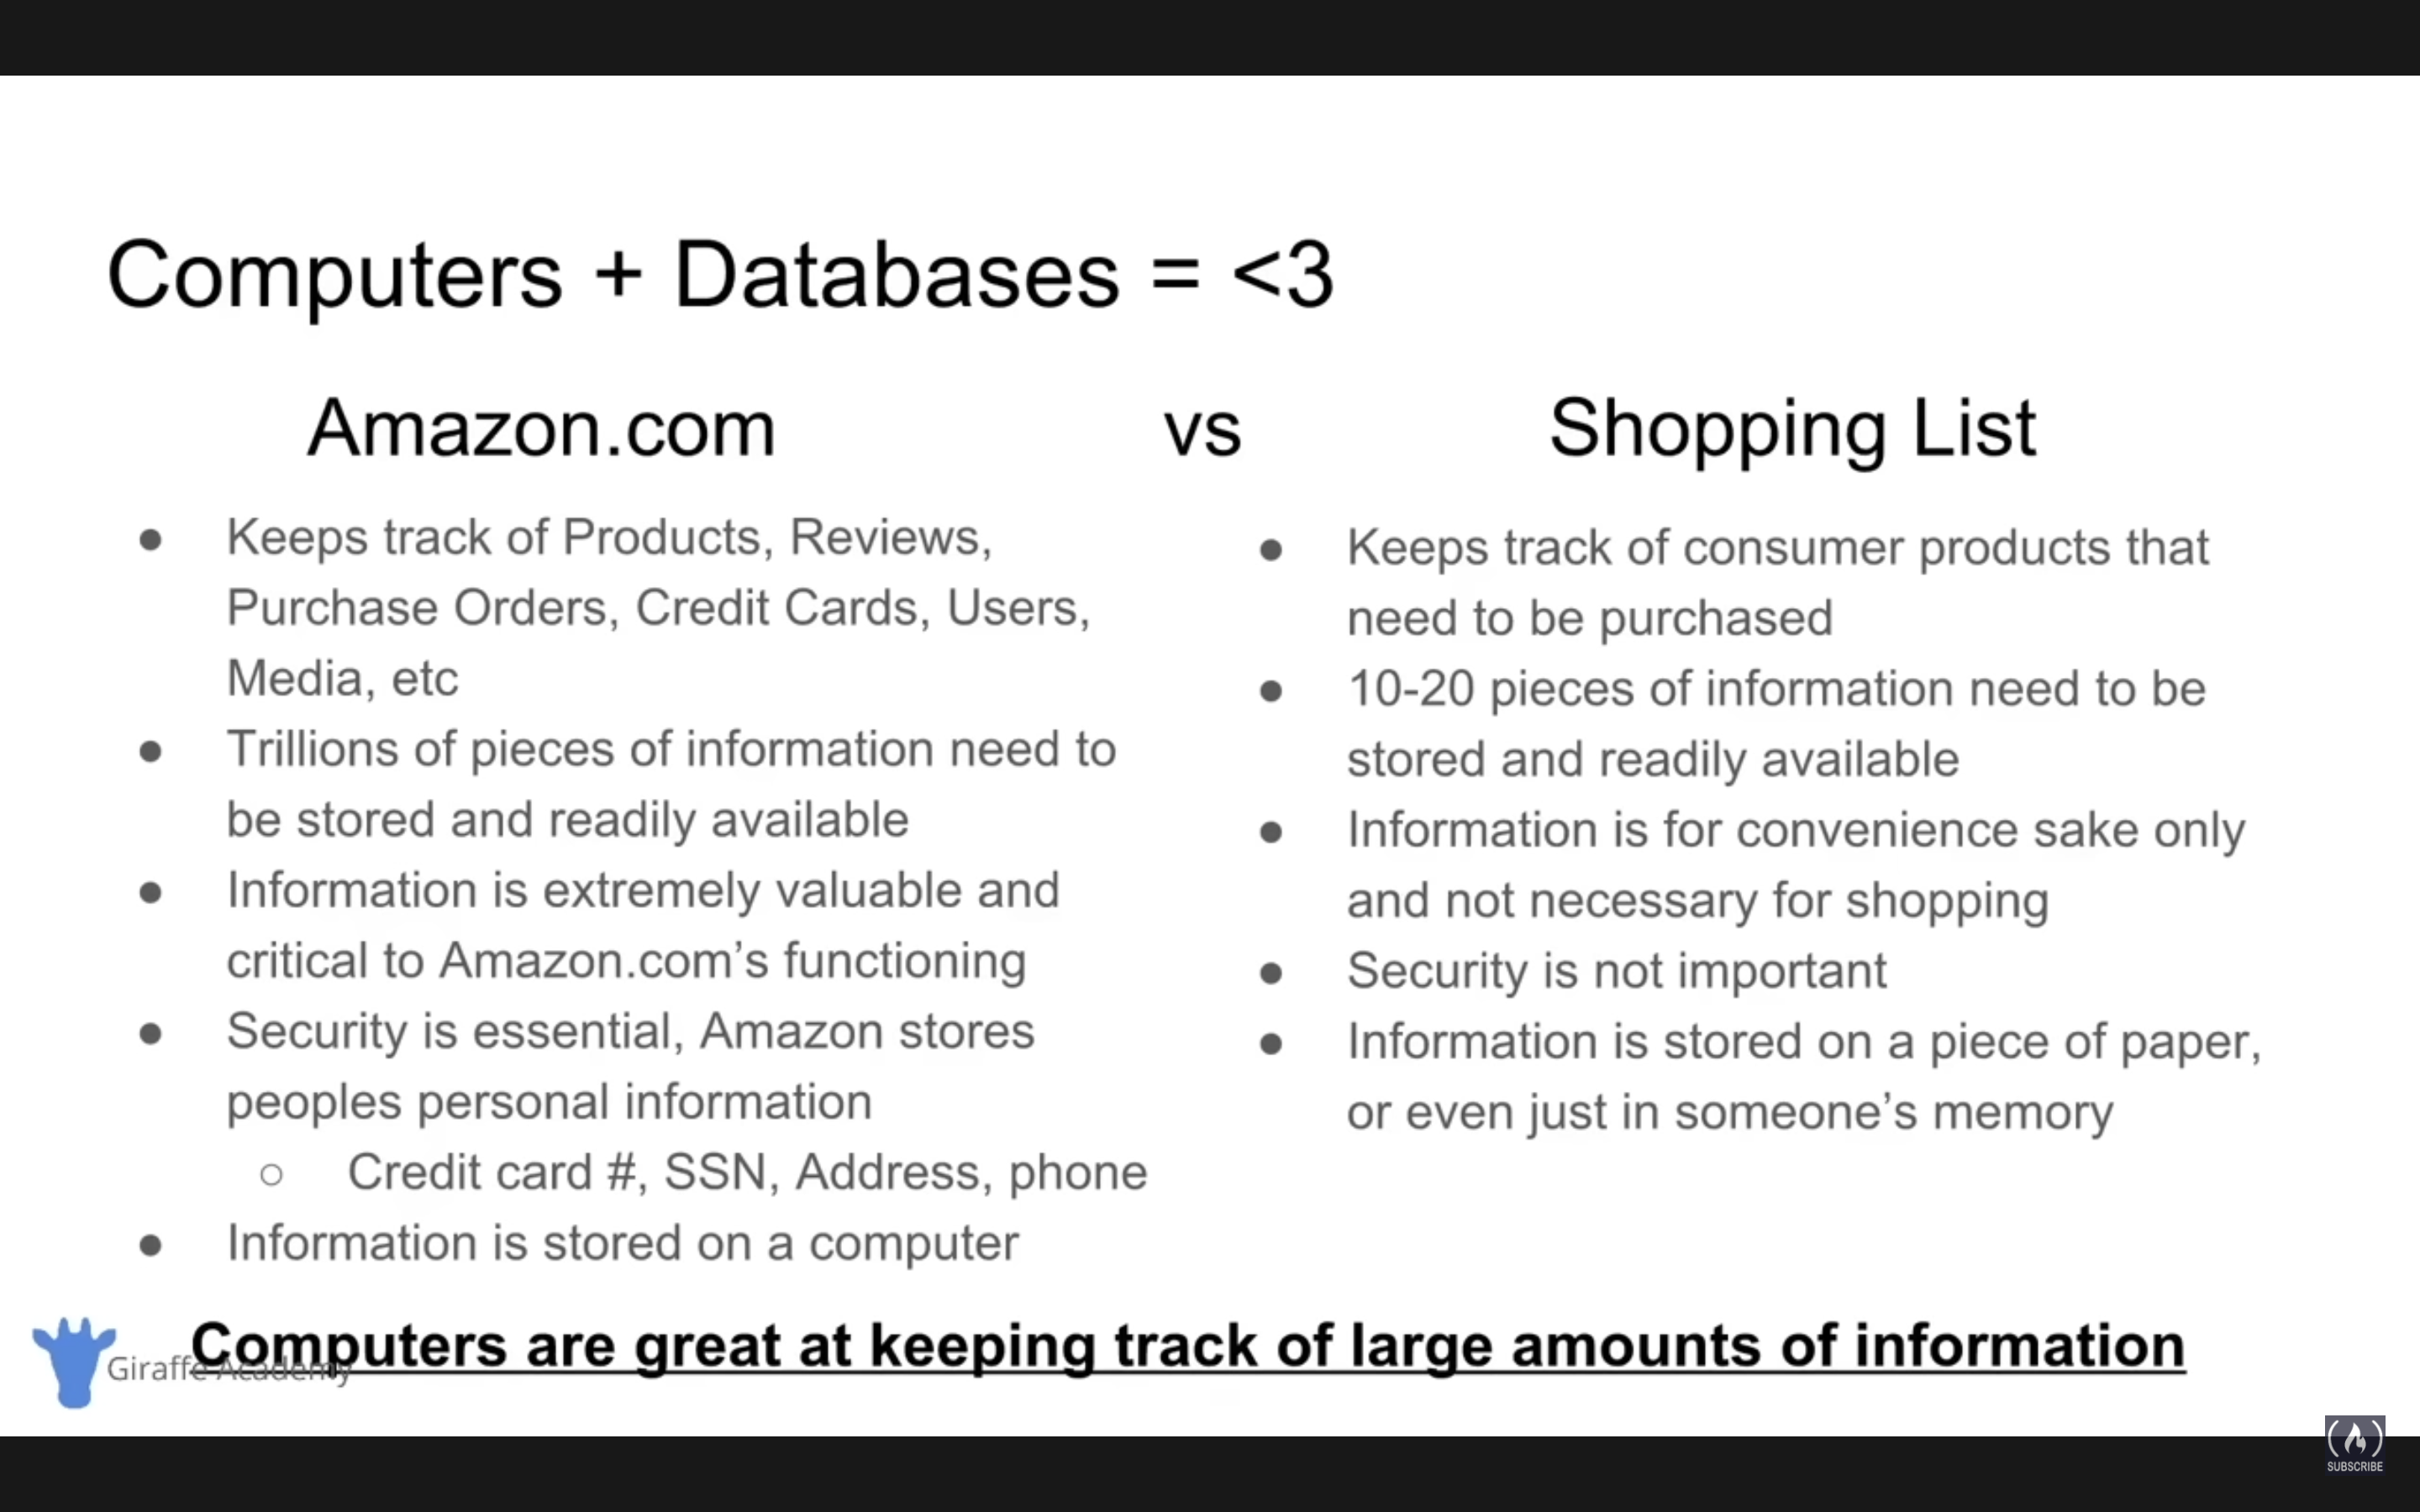 Computers + Databases = <3
Amazon.com vs Shopping List
● Keeps track of Products, Reviews,
Purchase Orders, Credit Cards, Users,
Media, etc
● Trillions of pieces of information need to
be stored and readily available
● Information is extremely valuable and
critical to Amazon.com’s functioning
● Security is essential, Amazon stores
peoples personal information
○ Credit card #, SSN, Address, phone
● Information is stored on a computer
● Keeps track of consumer products that
need to be purchased
● 10-20 pieces of information need to be
stored and readily available
● Information is for convenience sake only
and not necessary for shopping
● Security is not important
● Information is stored on a piece of paper,
or even just in someone’s memory
Computers are great at keeping track of large amounts of information
Giraffe Academy
SUBSCRIBE